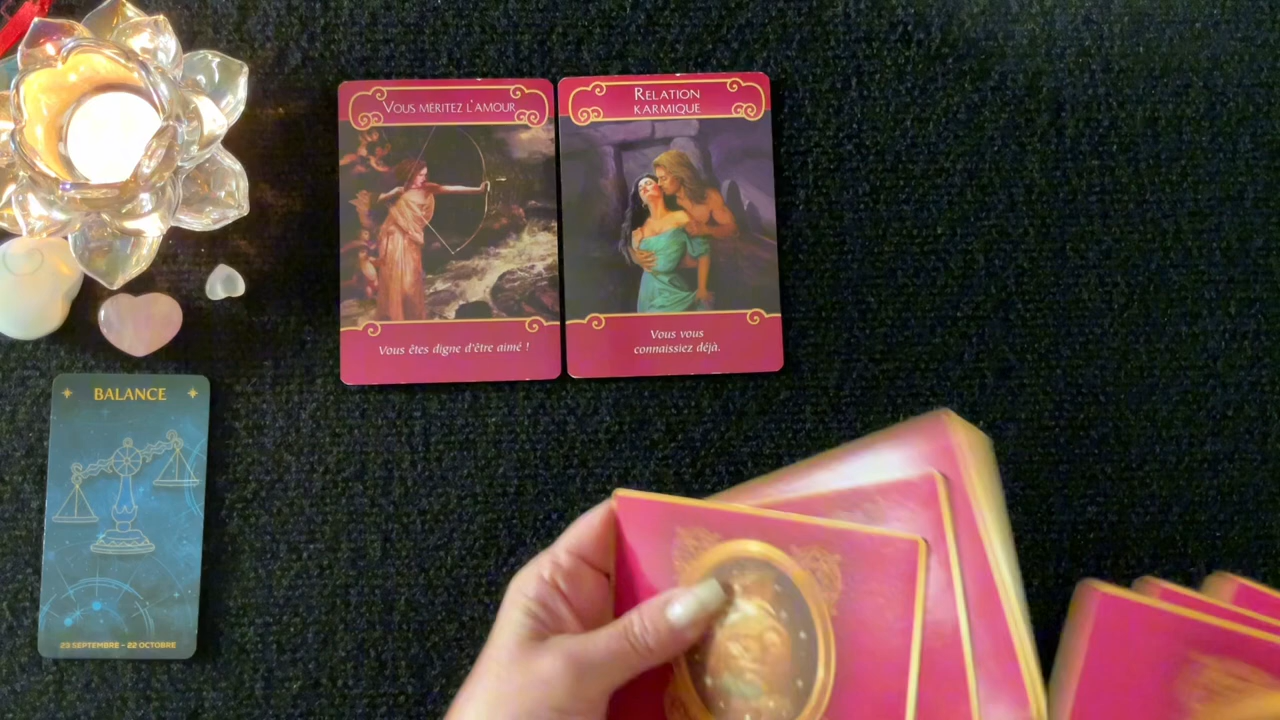 VOUS MÉRITEZ L'AMOUR
Vous êtes digne d'être aimé !
RELATION
KARMIQUE
Vous vous
connaissiez déjà.
BALANCE
23 SEPTEMBRE - 22 OCTOBRE